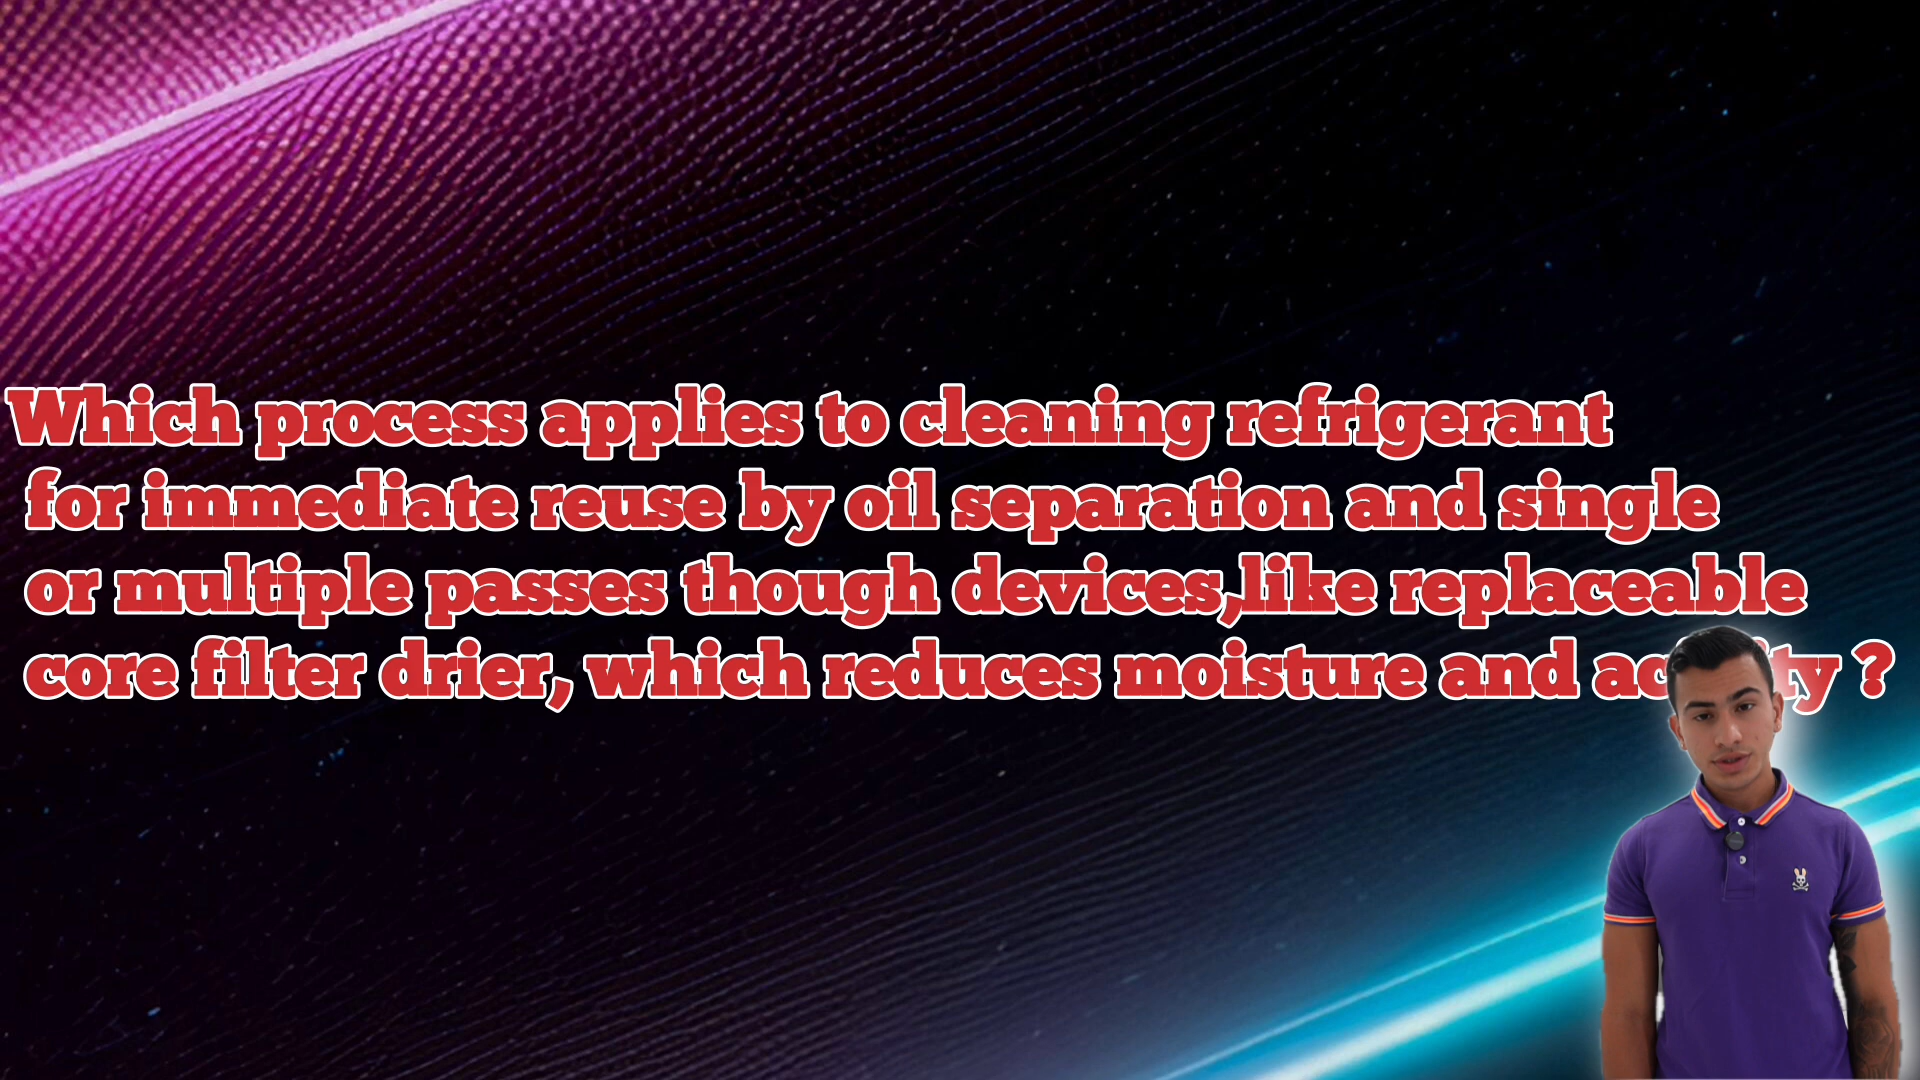 Which process applies to cleaning refrigerant
for immediate reuse by oil separation and single
or multiple passes though devices,like replaceable
core filter drier, which reduces moisture and ?